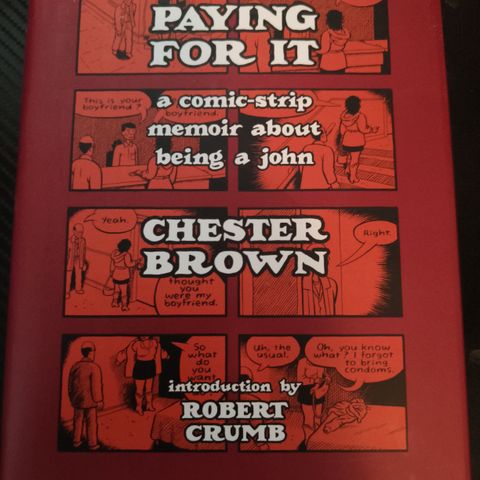 PAYING
FOR IT
This is your
boyfriend?
boyfriend.
a comic-strip
memoir about
being a john
Yeah.
Right.
CHESTER
BROWN
thought
you
were my
boyfriend.
So
what
do
you
want
Uh, the
usual.
Oh, you know
what? I forgot
to bring
condoms.
introduction by
ROBERT
CRUMB